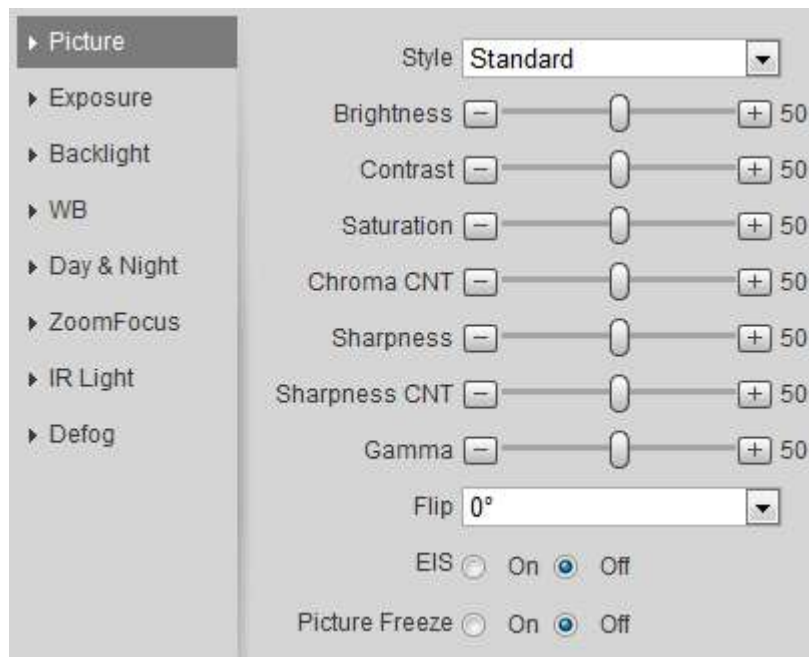 Picture
Exposure
Backlight
WB
Day & Night
ZoomFocus
IR Light
Defog
Style Standard
Brightness 50
Contrast 50
Saturation 50
Chroma CNT 50
Sharpness 50
Sharpness CNT 50
Gamma 50
Flip 0°
EIS On Off
Picture Freeze On Off